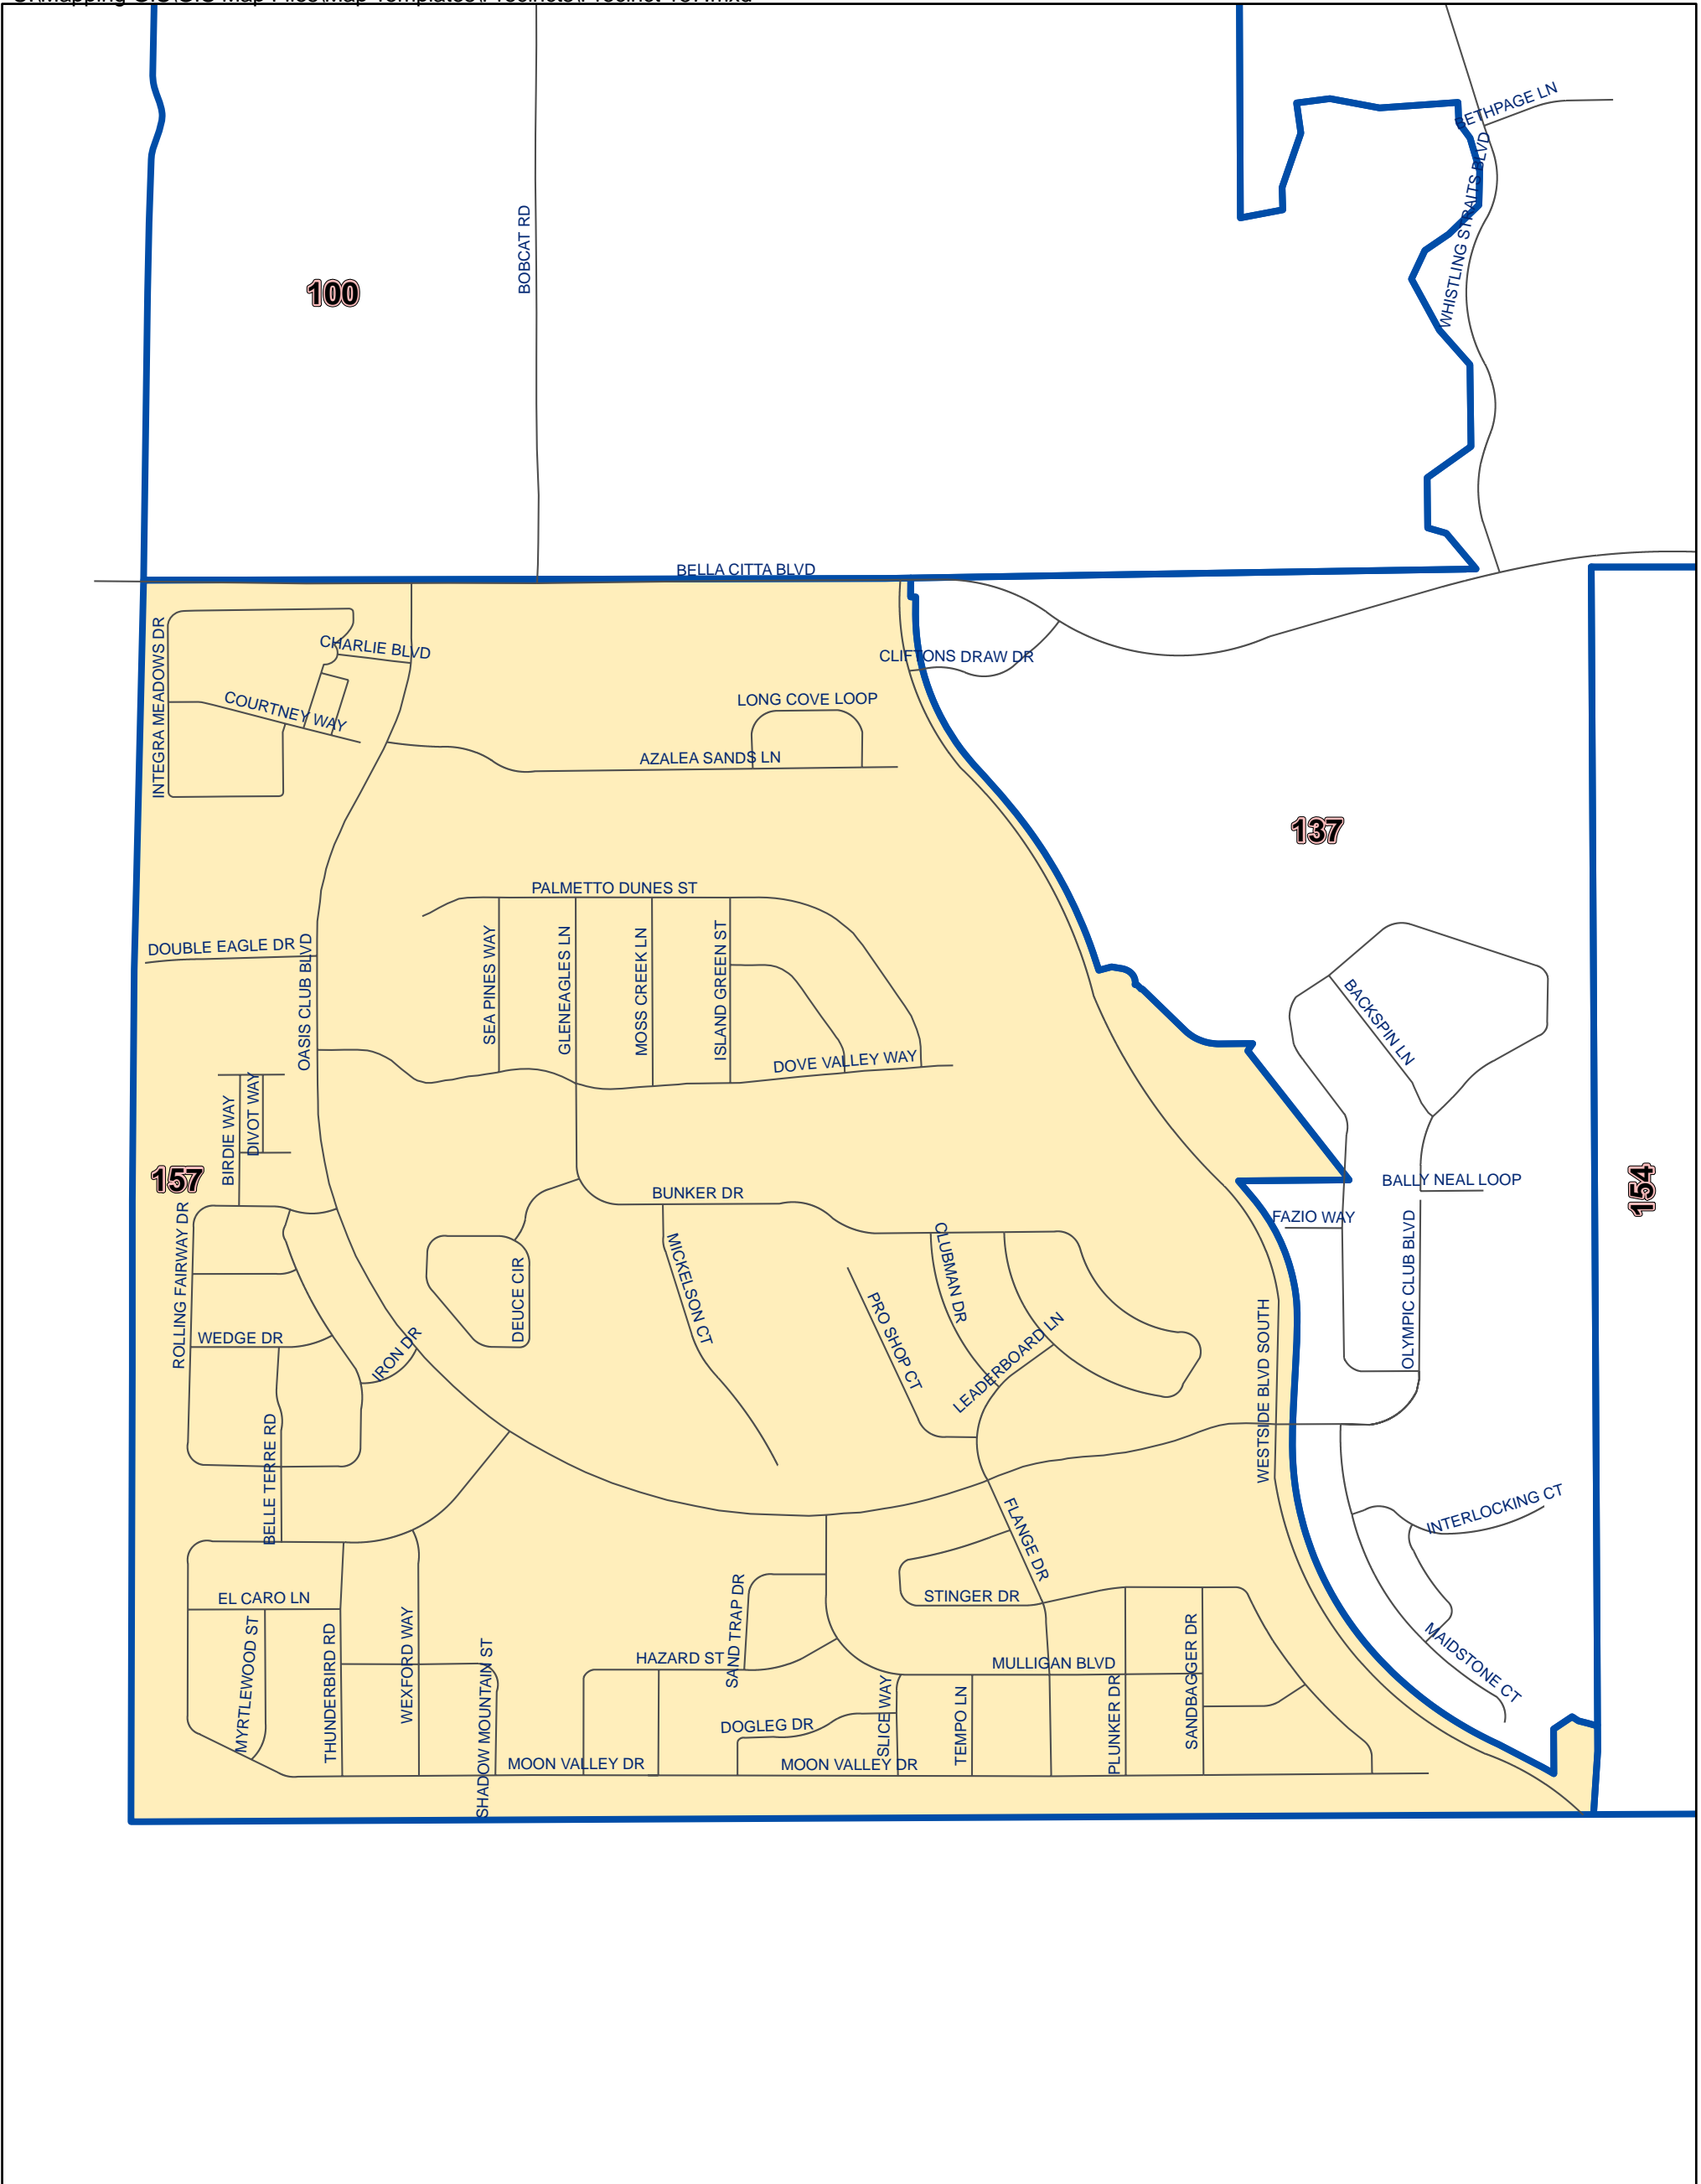 BETHPAGE LN
WHISTLING STRAITS BLVD
BOBCAT RD
100
BELLA CITTA BLVD
INTEGRA MEADOWS DR
CHARLIE BLVD
COURTNEY WAY
CLIFTONS DRAW DR
LONG COVE LOOP
AZALEA SANDS LN
137
PALMETTO DUNES ST
DOUBLE EAGLE DR
OASIS CLUB BLVD
SEA PINES WAY
GLENEAGLES LN
MOSS CREEK LN
ISLAND GREEN ST
DOVE VALLEY WAY
BACKSPIN LN
BIRDIE WAY
DIVOT WAY
157
154
BUNKER DR
BALLY NEAL LOOP
FAZIO WAY
OLYMPIC CLUB BLVD
ROLLING FAIRWAY DR
WEDGE DR
IRON DR
DEUCE CIR
MICKELSON CT
PRO SHOP CT
CLUBMAN DR
LEADERBOARD LN
WESTSIDE BLVD SOUTH
BELLE TERRE RD
FLANGE DR
INTERLOCKING CT
EL CARO LN
MYRTLEWOOD ST
THUNDERBIRD RD
WEXFORD WAY
SHADOW MOUNTAIN ST
SAND TRAP DR
HAZARD ST
STINGER DR
MULLIGAN BLVD
MAIDSTONE CT
DOGLEG DR
SLICE WAY
TEMPO LN
PLUNKER DR
SANDBAGGER DR
MOON VALLEY DR
MOON VALLEY DR